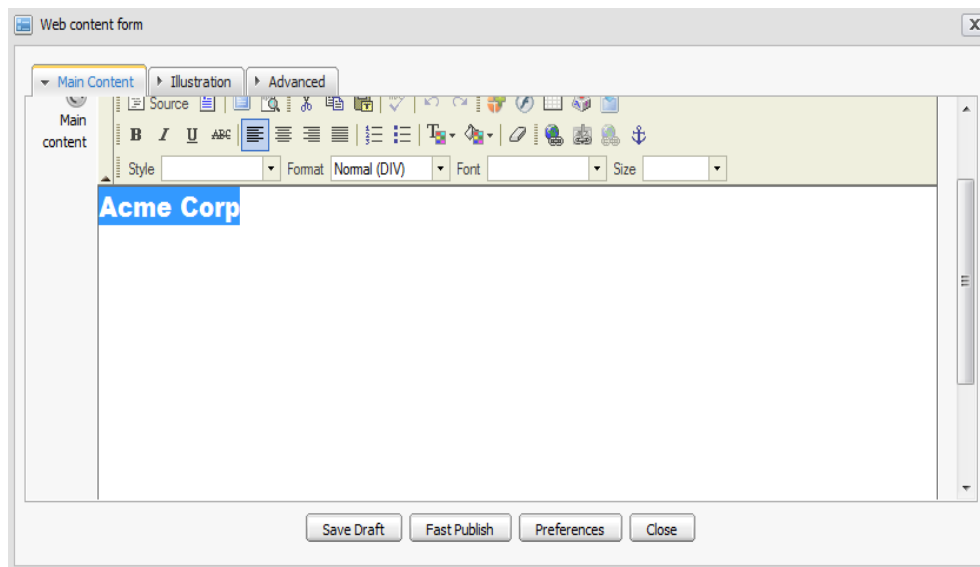 Web content form X
Main Content Illustration Advanced
Source
Main content
B I U ABC
Style Format Normal (DIV) Font Size
Acme Corp
Save Draft Fast Publish Preferences Close